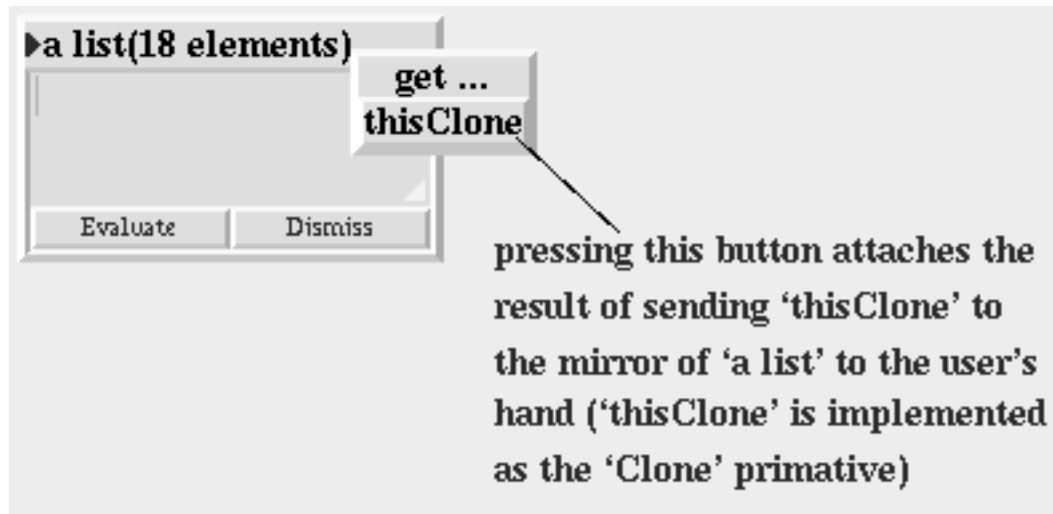 a list(18 elements)
get ...
thisClone
Evaluate
Dismiss
pressing this button attaches the
result of sending ‘thisClone’ to
the mirror of ‘a list’ to the user’s
hand (‘thisClone’ is implemented
as the ‘Clone’ primative)